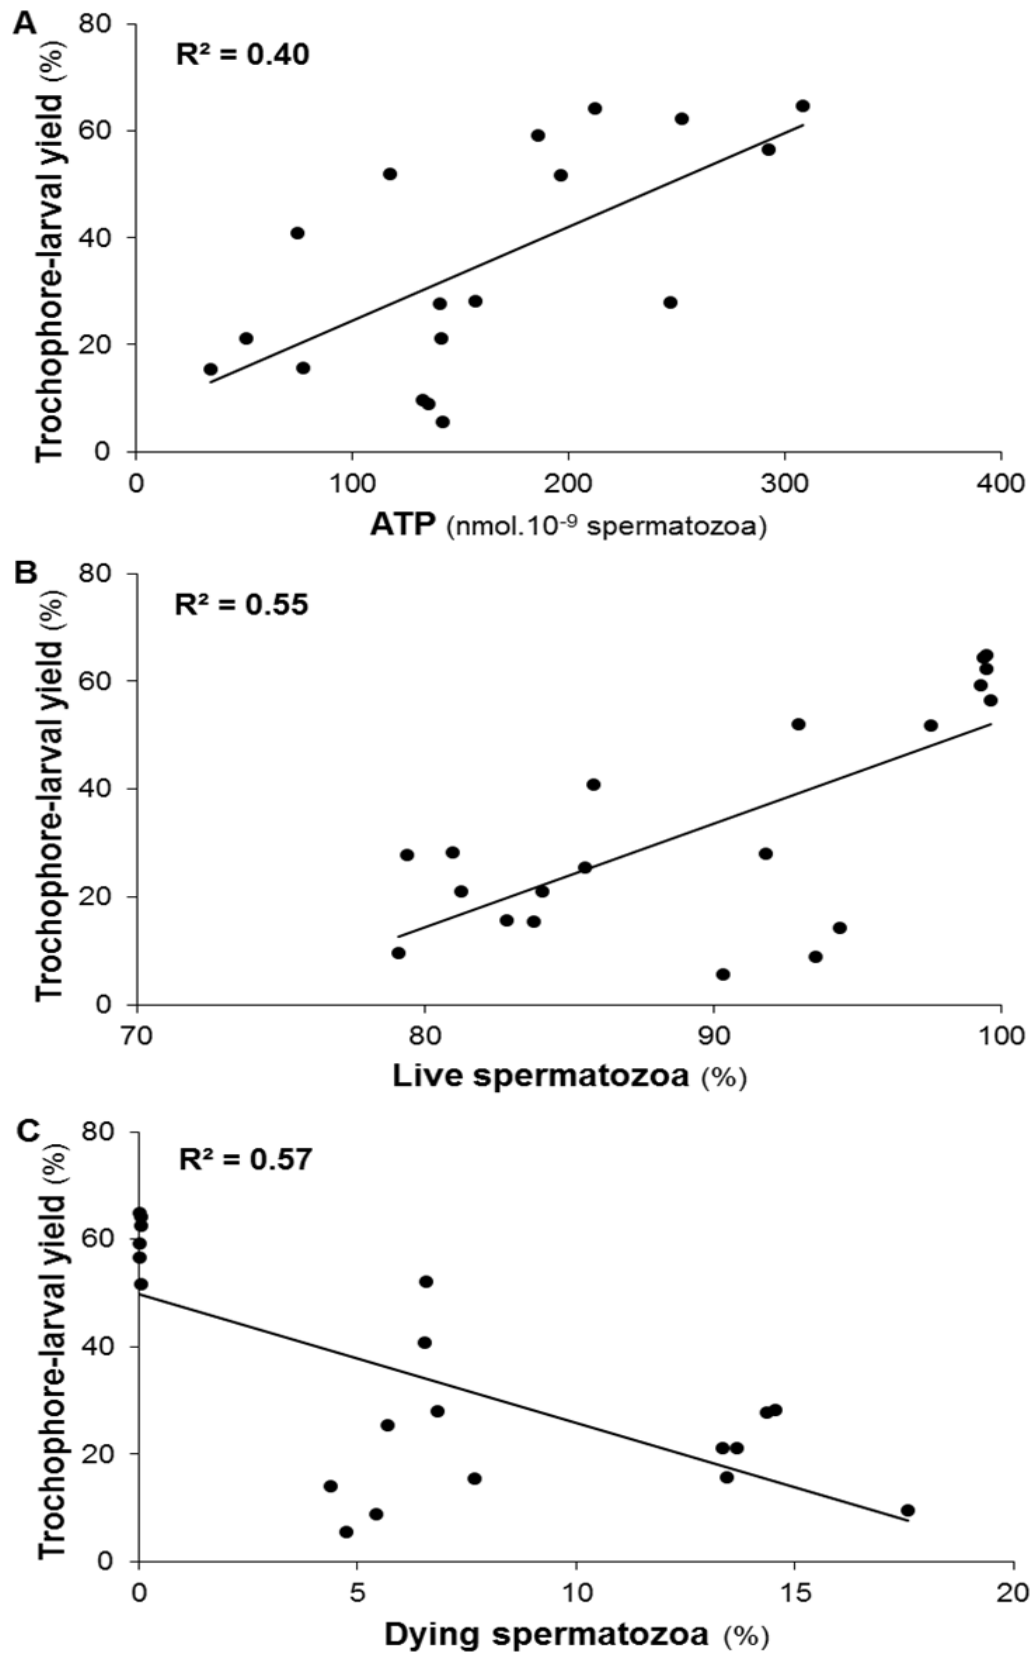 A
R² = 0.40
Trochophore-larval yield (%)
80
60
40
20
0
0 100 200 300 400
ATP (nmol.10⁻⁹ spermatozoa)
B
R² = 0.55
Trochophore-larval yield (%)
80
60
40
20
0
70 80 90 100
Live spermatozoa (%)
C
R² = 0.57
Trochophore-larval yield (%)
80
60
40
20
0
0 5 10 15 20
Dying spermatozoa (%)